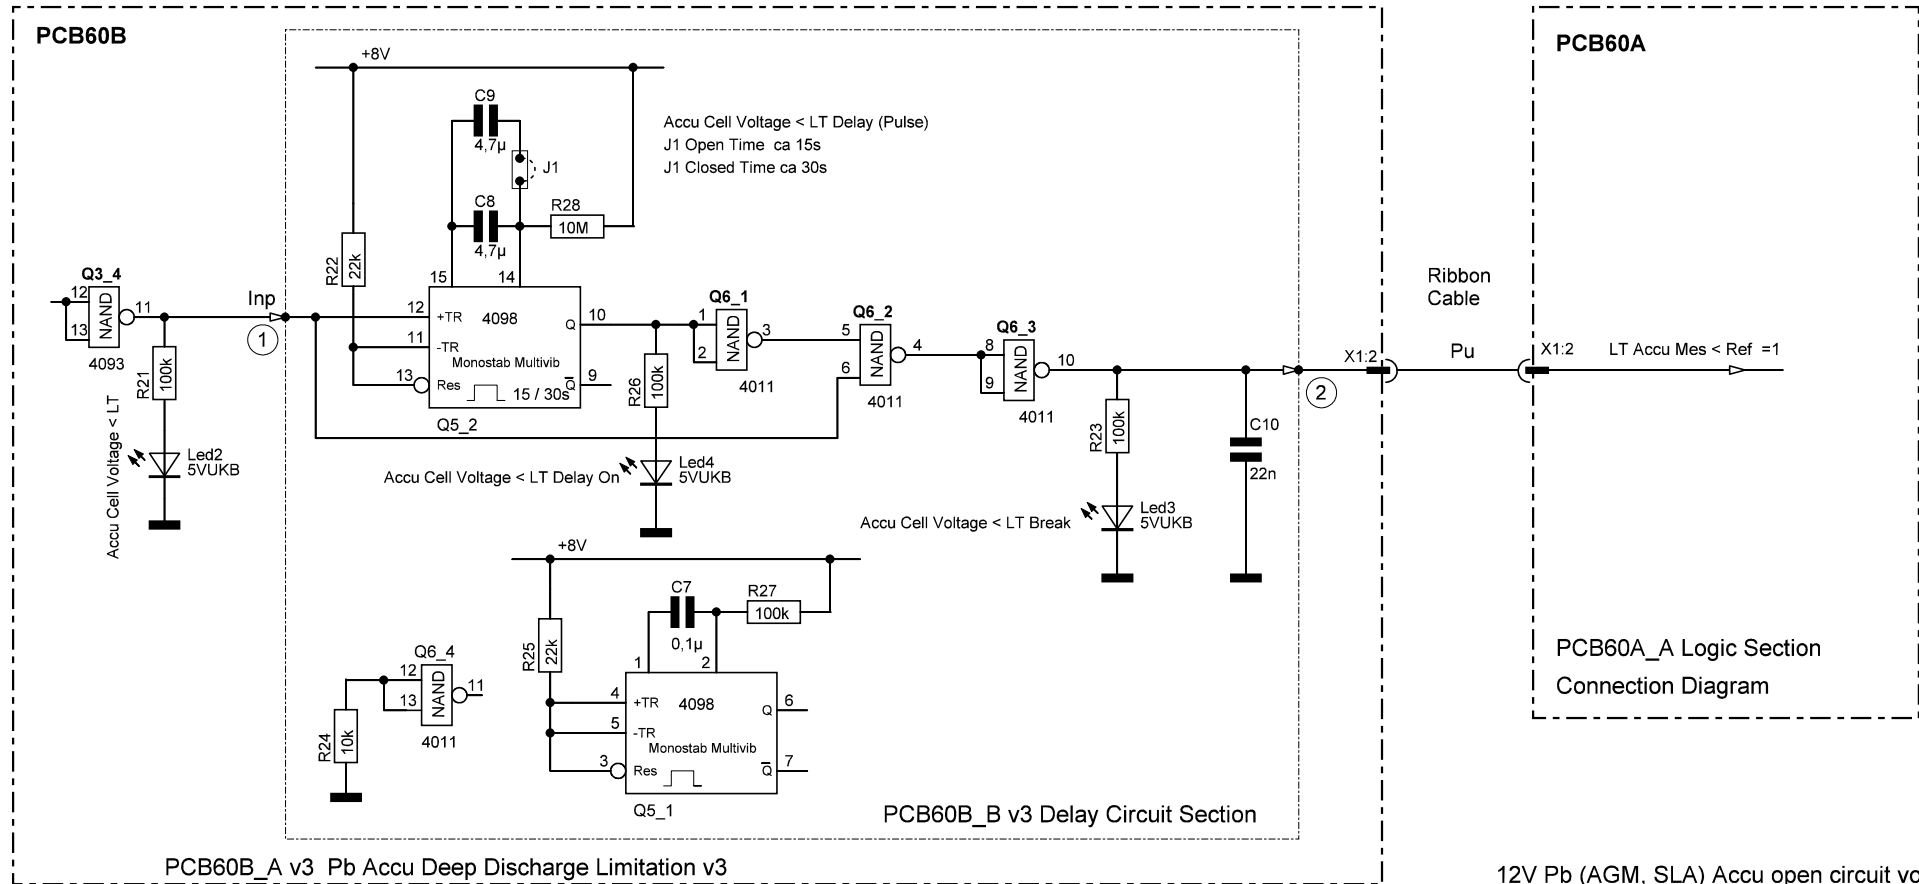 PCB60B
PCB60A
+8V
C9
4,7µ
J1
Accu Cell Voltage < LT Delay (Pulse)
J1 Open Time ca 15s
J1 Closed Time ca 30s
C8
4,7µ
R28
10M
R22
22k
15
14
Q3_4
12
13
NAND
11
4093
Inp
1
12
+TR
4098
Q
10
11
-TR
Monostab Multivib
13
Res
15 / 30s
Q
9
Q5_2
R21
100k
Accu Cell Voltage < LT
Led2
5VUKB
R26
100k
Accu Cell Voltage < LT Delay On
Led4
5VUKB
Q6_1
1
2
NAND
3
4011
Q6_2
5
6
NAND
4
4011
Q6_3
8
9
NAND
10
4011
R23
100k
Accu Cell Voltage < LT Break
Led3
5VUKB
C10
22n
2
X1:2
Ribbon
Cable
Pu
X1:2
LT Accu Mes < Ref =1
+8V
C7
0,1µ
R27
100k
R25
22k
1
2
4
+TR
4098
Q
6
5
-TR
Monostab Multivib
3
Res
Q
7
Q5_1
Q6_4
12
13
NAND
11
4011
R24
10k
PCB60A_A Logic Section
Connection Diagram
PCB60B_B v3 Delay Circuit Section
PCB60B_A v3 Pb Accu Deep Discharge Limitation v3
12V Pb (AGM, SLA) Accu open circuit vo